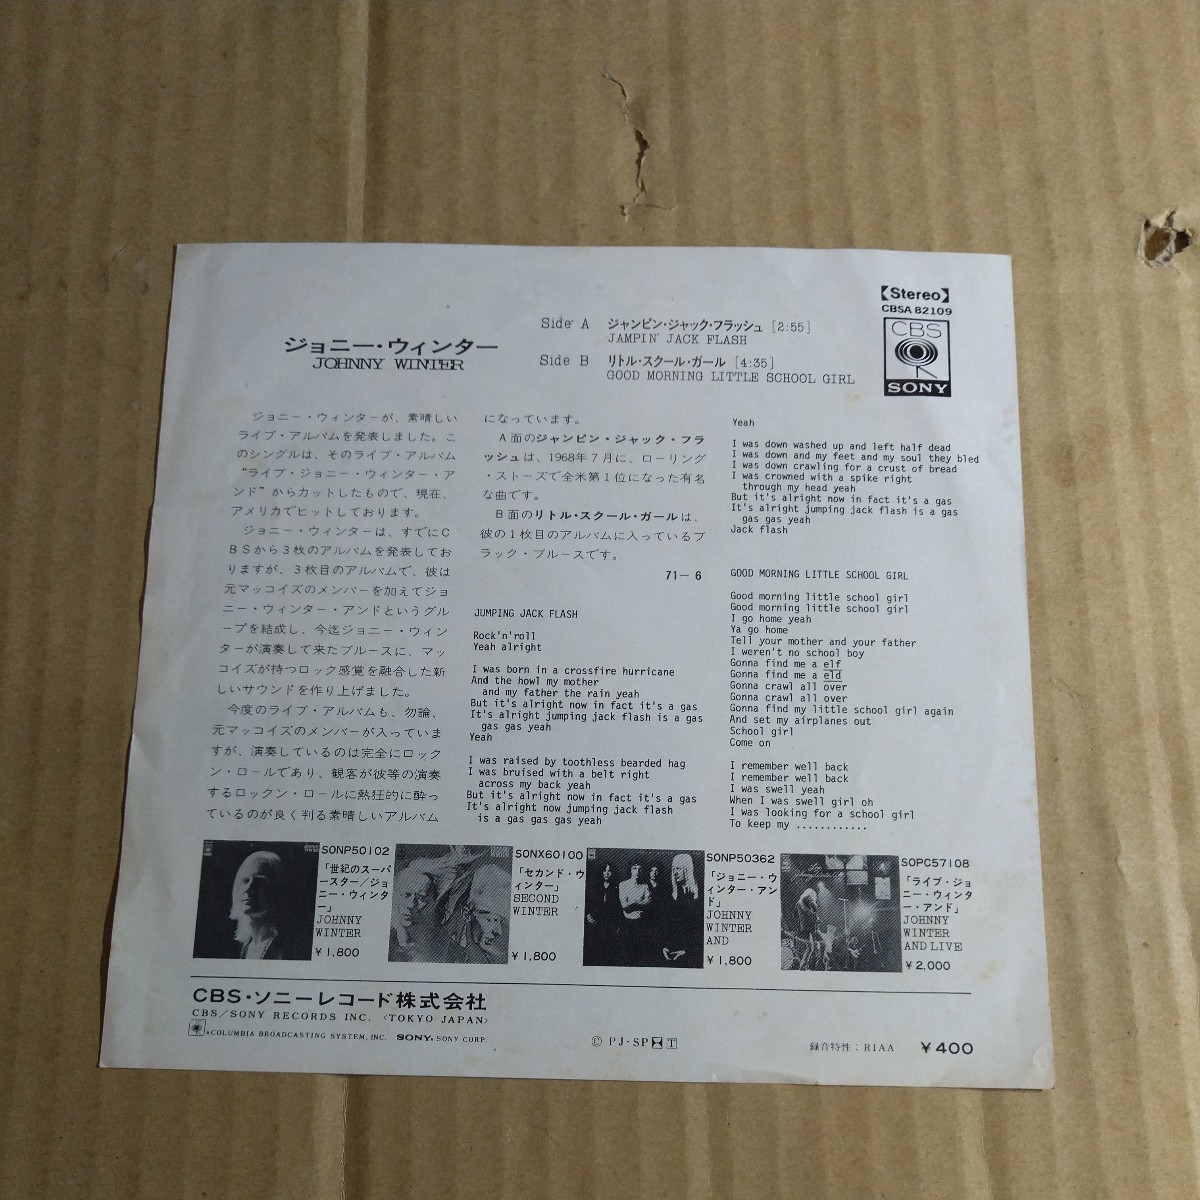 【Stereo】
CBSA 82109
CBS
SONY
ジョニー・ウィンター
JOHNNY WINTER
Side A ジャンピン・ジャック・フラッシュ [2:55]
JAMPIN' JACK FLASH
Side B リトル・スクール・ガール [4:35]
GOOD MORNING LITTLE SCHOOL GIRL
ジョニー・ウィンターが、素晴しい
ライブ・アルバムを発表しました。こ
のシングルは、そのライブ・アルバム
“ライブ・ジョニー・ウィンター・ア
ンド”からカットしたもので、現在、
アメリカでヒットしております。
ジョニー・ウィンターは、すでにC
BSから3枚のアルバムを発表してお
りますが、3枚目のアルバムで、彼は
元マッコイズのメンバーを加えてジョ
ニー・ウィンター・アンドというグル
ープを結成し、今迄ジョニー・ウィン
ターが演奏して来たブルースに、マッ
コイズが持つロック感覚を融合した新
しいサウンドを作り上げました。
今度のライブ・アルバムも、勿論、
元マッコイズのメンバーが入っていま
すが、演奏しているのは完全にロック
ン・ロールであり、観客が彼等の演奏
するロックン・ロールに熱狂的に酔っ
ているのが良く判る素晴しいアルバム
になっています。
A面のジャンピン・ジャック・フラ
ッシュは、1968年7月に、ローリング
・ストーズで全米第1位になった有名
な曲です。
B面のリトル・スクール・ガールは、
彼の1枚目のアルバムに入っているブ
ラック・ブルースです。
71－6
JUMPING JACK FLASH
Rock'n'roll
Yeah alright
I was born in a crossfire hurricane
And the howl my mother
and my father the rain yeah
But it's alright now in fact it's a gas
It's alright jumping jack flash is a gas
gas gas yeah
Yeah
I was raised by toothless bearded hag
I was bruised with a belt right
across my back yeah
But it's alright now in fact it's a gas
It's alright now jumping jack flash
is a gas gas gas yeah
Yeah
I was down washed up and left half dead
I was down and my feet and my soul they bled
I was down crawling for a crust of bread
I was crowned with a spike right
through my head yeah
But it's alright now in fact it's a gas
It's alright jumping jack flash is a gas
gas gas yeah
Jack flash
GOOD MORNING LITTLE SCHOOL GIRL
Good morning little school girl
Good morning little school girl
I go home yeah
Ya go home
Tell your mother and your father
I weren't no school boy
Gonna find me a elf
Gonna find me a eld
Gonna crawl all over
Gonna crawl all over
Gonna find my little school girl again
And set my airplanes out
School girl
Come on
I remember well back
I remember well back
I was swell yeah
When I was swell girl oh
I was looking for a school girl
To keep my ............
SONP50102
「世紀のスーパ
ースター／ジョ
ニー・ウィンタ
ー」
JOHNNY
WINTER
￥1,800
SONX60100
「セカンド・ウ
ィンター」
SECOND
WINTER
￥1,800
SONP50362
「ジョニー・ウ
ィンター・アン
ド」
JOHNNY
WINTER
AND
￥1,800
SOPC57108
「ライブ・ジョ
ニー・ウィンタ
ー・アンド」
JOHNNY
WINTER
AND LIVE
￥2,000
CBS・ソニーレコード株式会社
CBS/SONY RECORDS INC. <TOKYO JAPAN>
*COLUMBIA BROADCASTING SYSTEM, INC. SONY, SONY CORP.
Ⓒ PJ・SP T
録音特性：RIAA ￥400